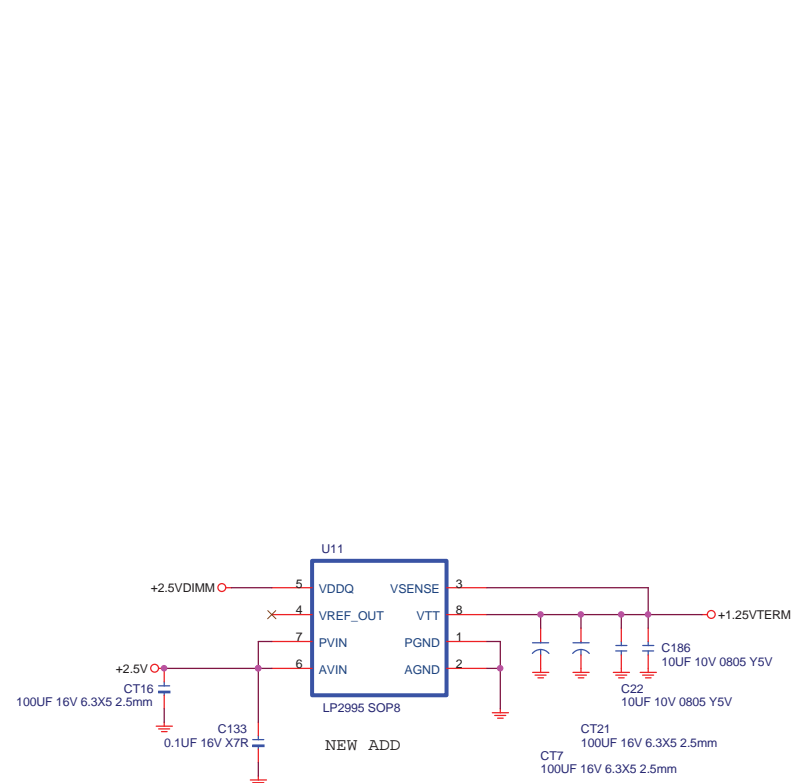 U11
+2.5VDIMM
5 VDDQ VSENSE 3
4 VREF_OUT VTT 8
+1.25VTERM
7 PVIN PGND 1
6 AVIN AGND 2
+2.5V
C186
10UF 10V 0805 Y5V
CT16
100UF 16V 6.3X5 2.5mm
C22
10UF 10V 0805 Y5V
LP2995 SOP8
C133
0.1UF 16V X7R
NEW ADD
CT21
100UF 16V 6.3X5 2.5mm
CT7
100UF 16V 6.3X5 2.5mm